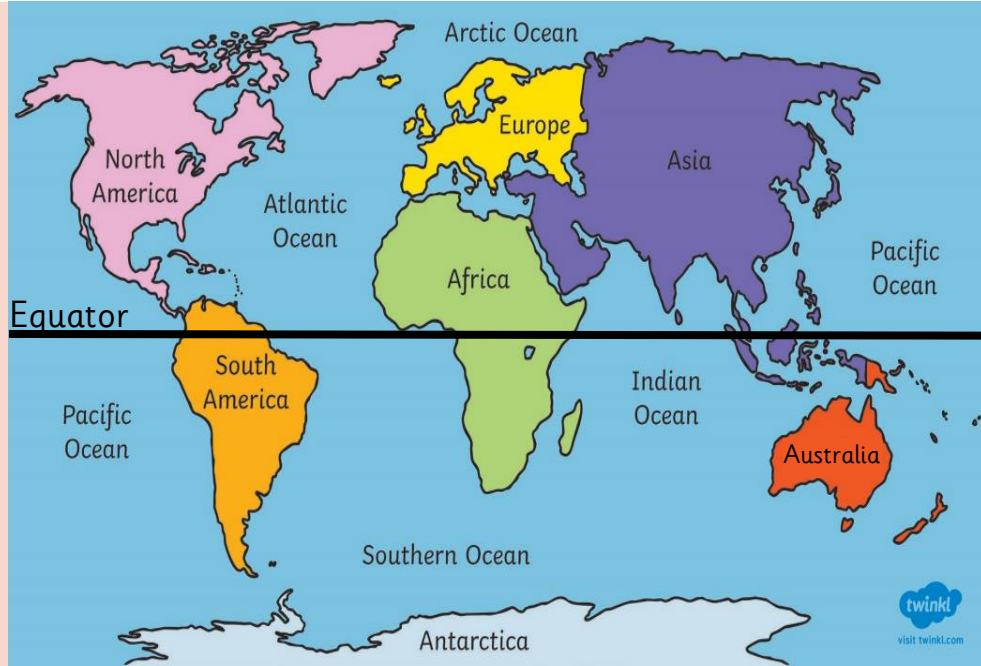 Arctic Ocean
Europe
North
America
Asia
Atlantic
Ocean
Pacific
Ocean
Africa
Equator
South
America
Indian
Ocean
Pacific
Ocean
Australia
Southern Ocean
twinkl
visit twinkl.com
Antarctica